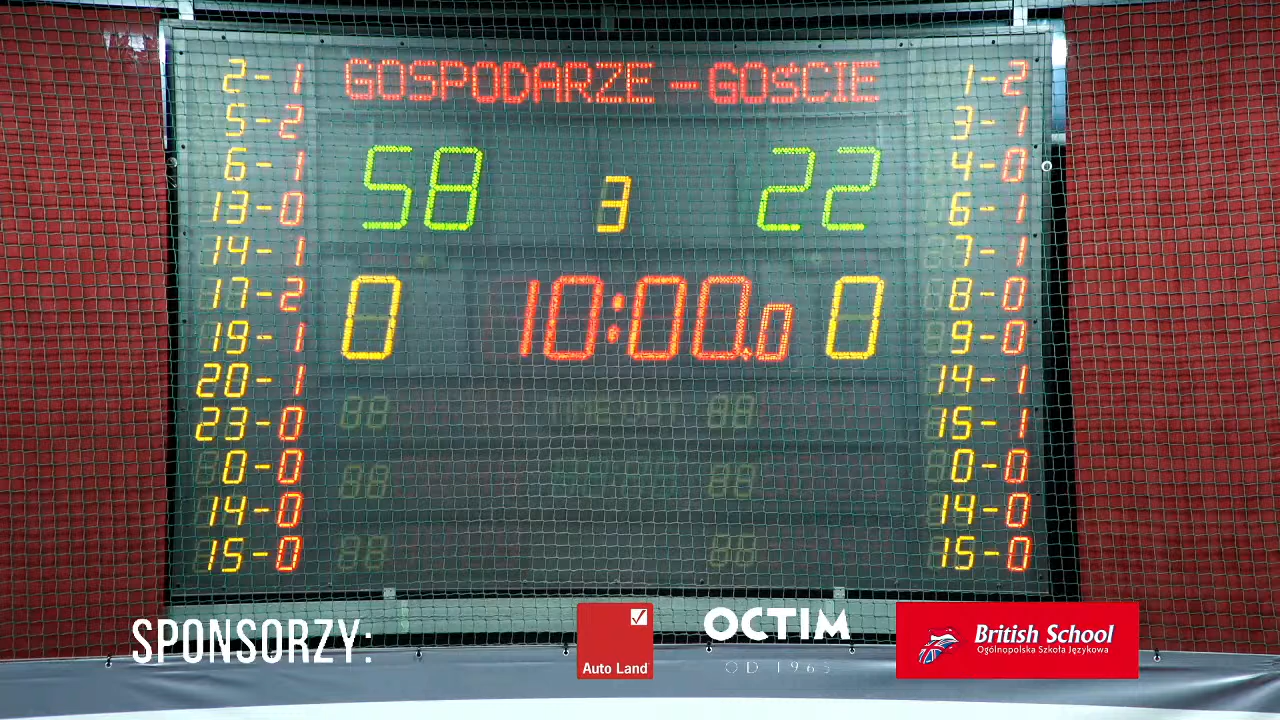 GOSPODARZE - GOŚCIE
2-1
5-2
6-1
13-0
14-1
17-2
19-1
20-1
23-0
0-0
14-0
15-0
58 3 22
0 10:00.0 0
TIME OUT
1-2
3-1
4-0
6-1
7-1
8-0
9-0
14-1
15-1
0-0
14-0
15-0
SPONSORZY:
Auto Land
OCTIM
OD 1965
British School
Ogólnopolska Szkoła Językowa